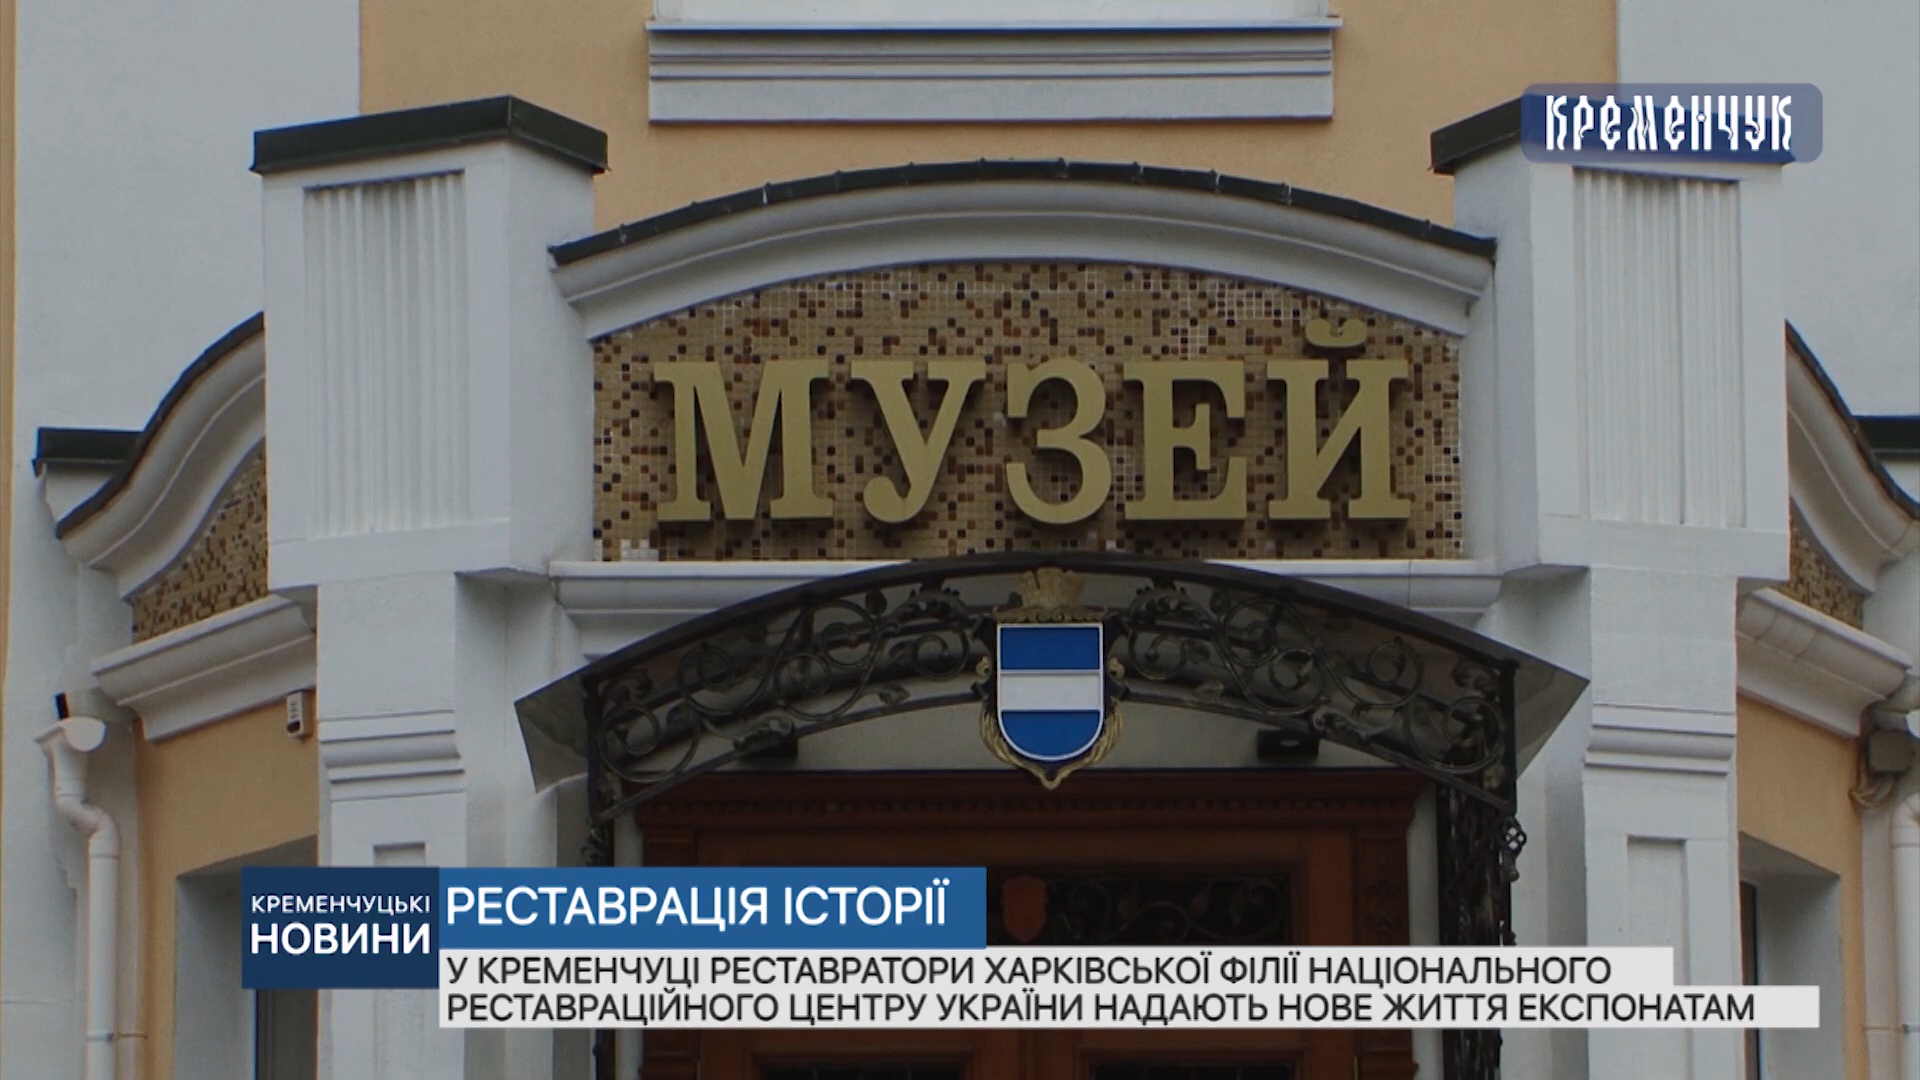 КРЕМЕНЧУК
МУЗЕЙ
КРЕМЕНЧУЦЬКІ
НОВИНИ
РЕСТАВРАЦІЯ ІСТОРІЇ
У КРЕМЕНЧУЦІ РЕСТАВРАТОРИ ХАРКІВСЬКОЇ ФІЛІЇ НАЦІОНАЛЬНОГО
РЕСТАВРАЦІЙНОГО ЦЕНТРУ УКРАЇНИ НАДАЮТЬ НОВЕ ЖИТТЯ ЕКСПОНАТАМ